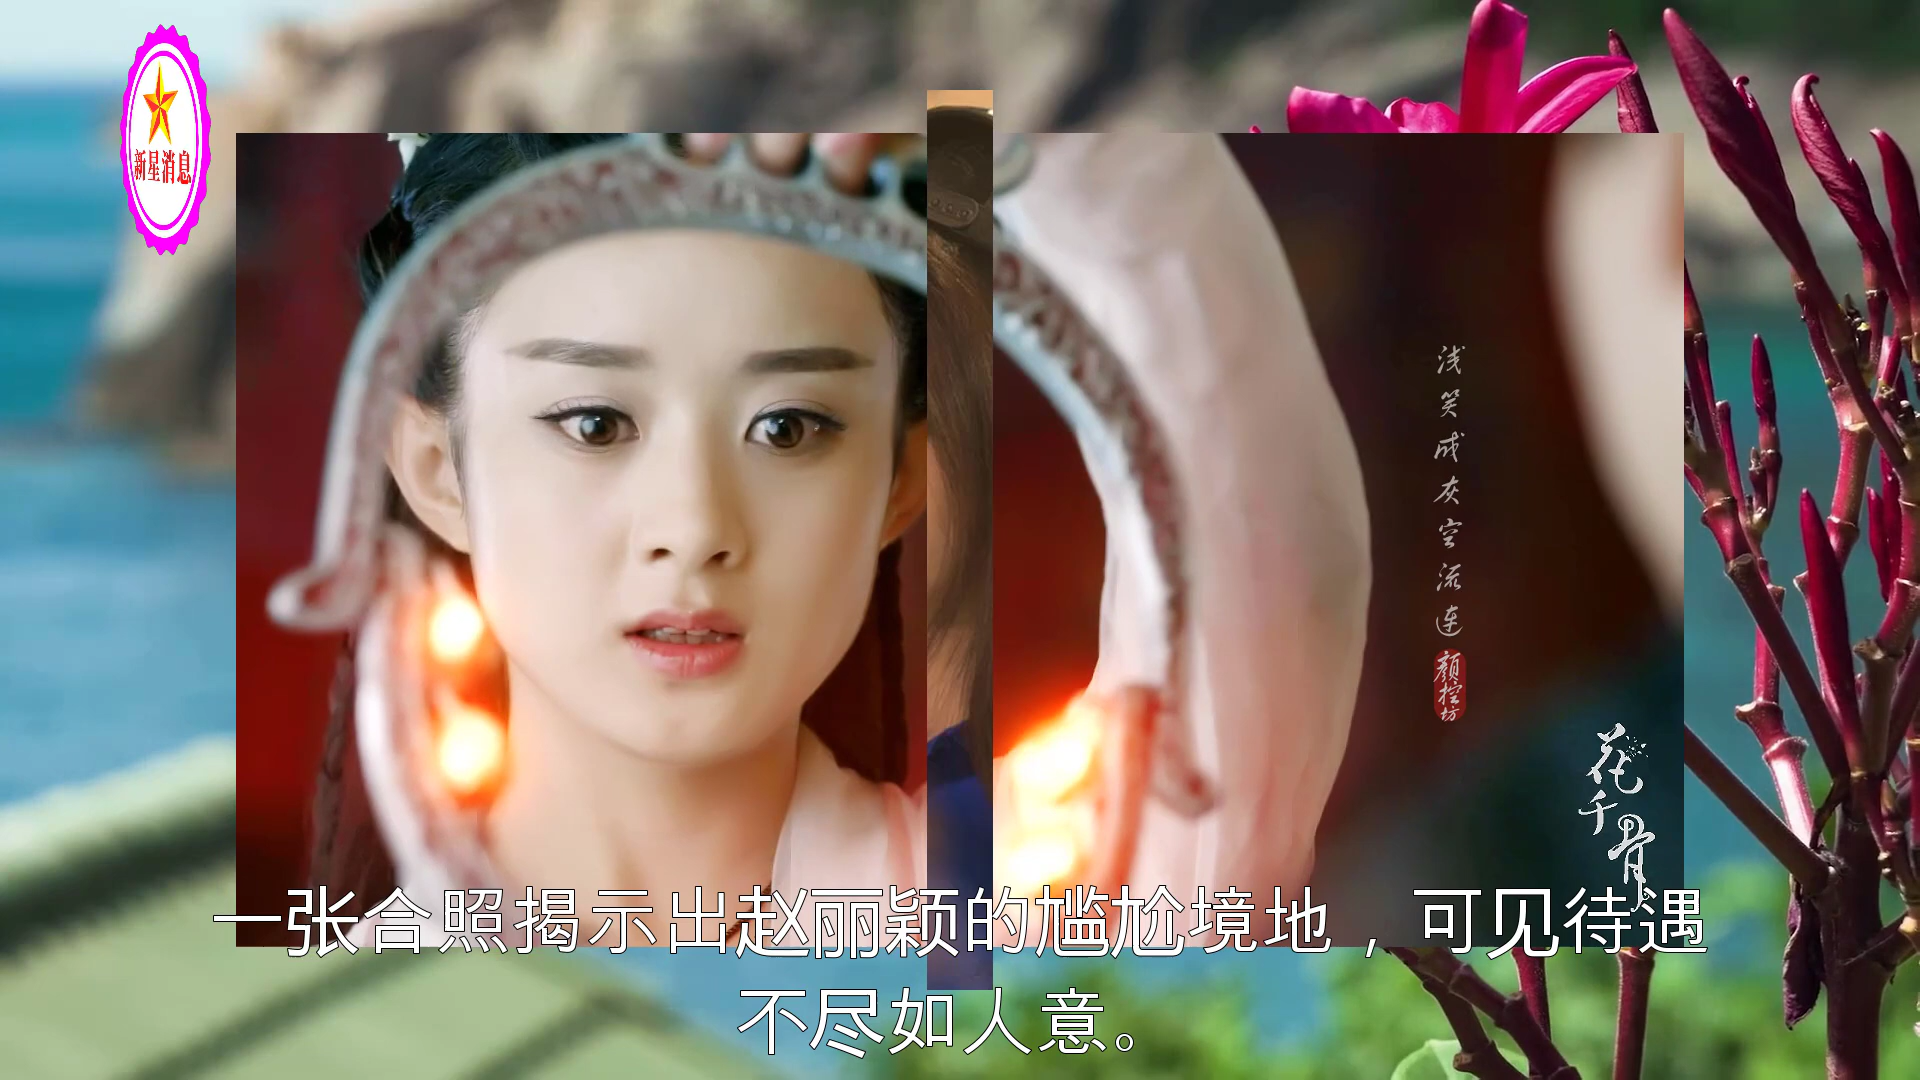 新星消息
浅笑成灰空流连
颜控坊
花千骨
一张合照揭示出赵丽颖的尴尬境地，可见待遇
不尽如人意。